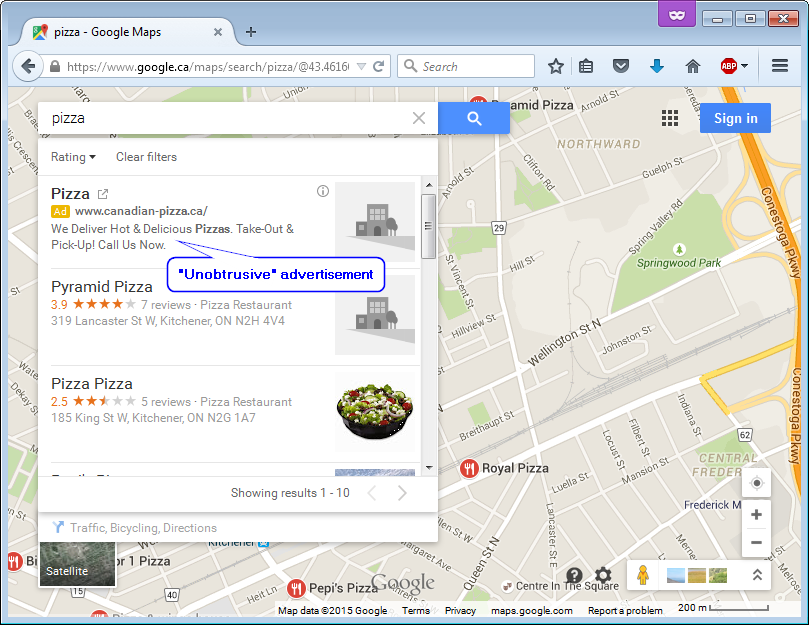 pizza - Google Maps
https://www.google.ca/maps/search/pizza/@43.4616
Search
ABP
pizza
Sign in
Rating
Clear filters
Pizza
Ad www.canadian-pizza.ca/
We Deliver Hot & Delicious Pizzas. Take-Out &
Pick-Up! Call Us Now.
"Unobtrusive" advertisement
Pyramid Pizza
3.9 7 reviews · Pizza Restaurant
319 Lancaster St W, Kitchener, ON N2H 4V4
Pizza Pizza
2.5 5 reviews · Pizza Restaurant
185 King St W, Kitchener, ON N2G 1A7
Showing results 1 - 10
Traffic, Bicycling, Directions
Satellite
Union
amid Pizza
Arnold St
Arnold St
NORTHWARD
Clifton Rd
Guelph St
Spring Valley Rd
Conestoga Pkwy
29
Springwood Park
St Vincent St
Hill St
Hillview St
Wellington St N
Johnston St
Conestoga Pkwy
Breithaupt St
Indiana St
62
Filbert St
Locust St
Mansion St
CENTRAL
FREDER
Royal Pizza
Luella St
Lancaster St E
Frederick M
Kitchener
Bi
r 1 Pizza
Ellen St W
Margaret Ave
Queen St N
15
40
Pepi's Pizza
Heit Ln
Google
Centre In The Square
Map data ©2015 Google
Terms
Privacy
maps.google.com
Report a problem
200 m